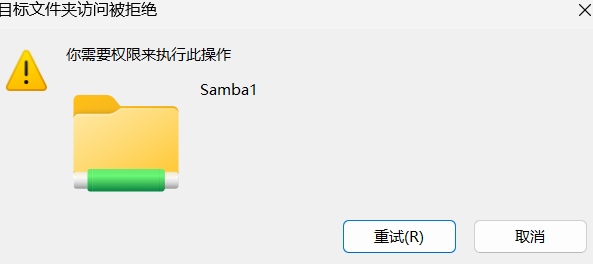 目标文件夹访问被拒绝
你需要权限来执行此操作
Samba1
重试(R)
取消